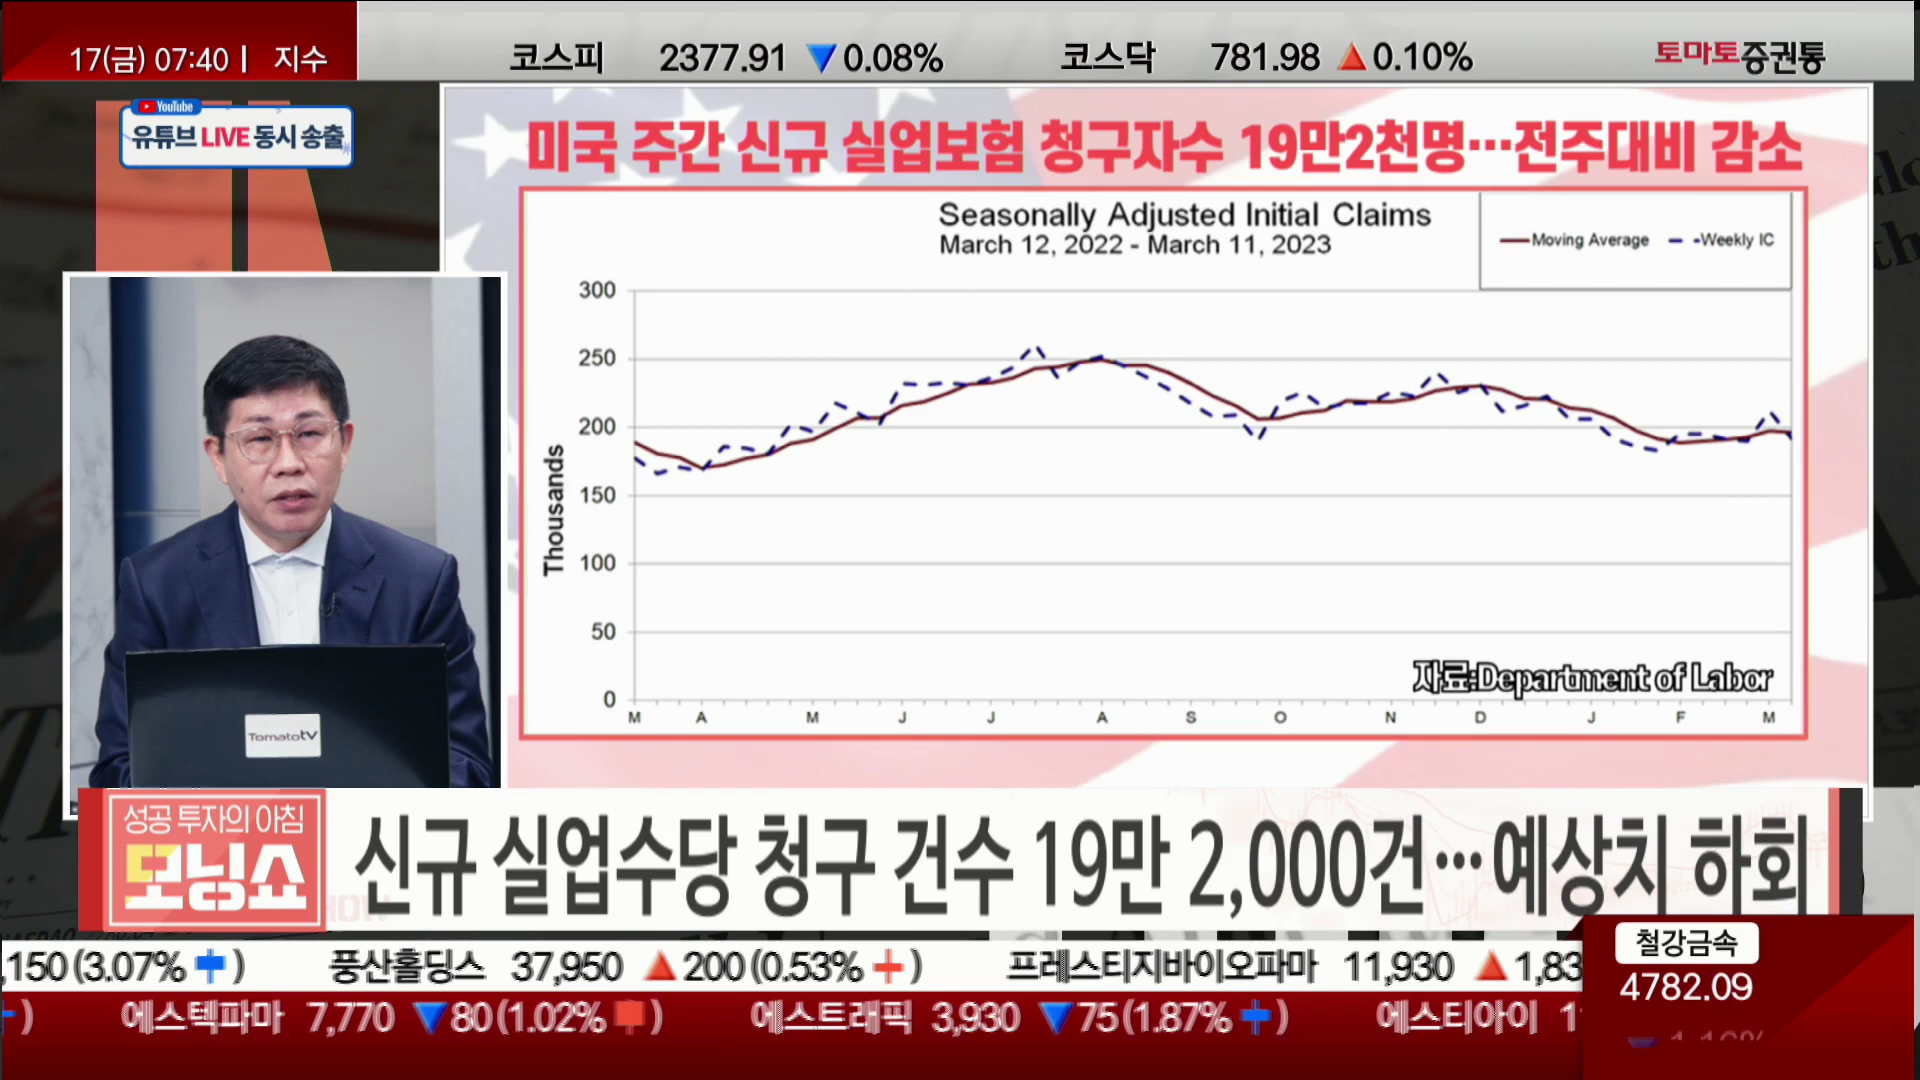 17(금) 07:40 | 지수
코스피 2377.91 ▼0.08% 코스닥 781.98 ▲0.10%
토마토증권통
YouTube
유튜브 LIVE 동시 송출
미국 주간 신규 실업보험 청구자수 19만2천명…전주대비 감소
Seasonally Adjusted Initial Claims
March 12, 2022 - March 11, 2023
Moving Average Weekly IC
300
250
200
150
100
50
0
Thousands
M A M J J A S O N D J F M
자료:Department of Labor
TomatoTV
성공 투자의 아침
모닝쇼
신규 실업수당 청구 건수 19만 2,000건…예상치 하회
,150(3.07% ) 풍산홀딩스 37,950 ▲200(0.53% ) 프레스티지바이오파마 11,930 ▲1,83
) 에스텍파마 7,770 ▼80(1.02% ) 에스트래픽 3,930 ▼75(1.87% ) 에스티아이 1
철강금속
4782.09